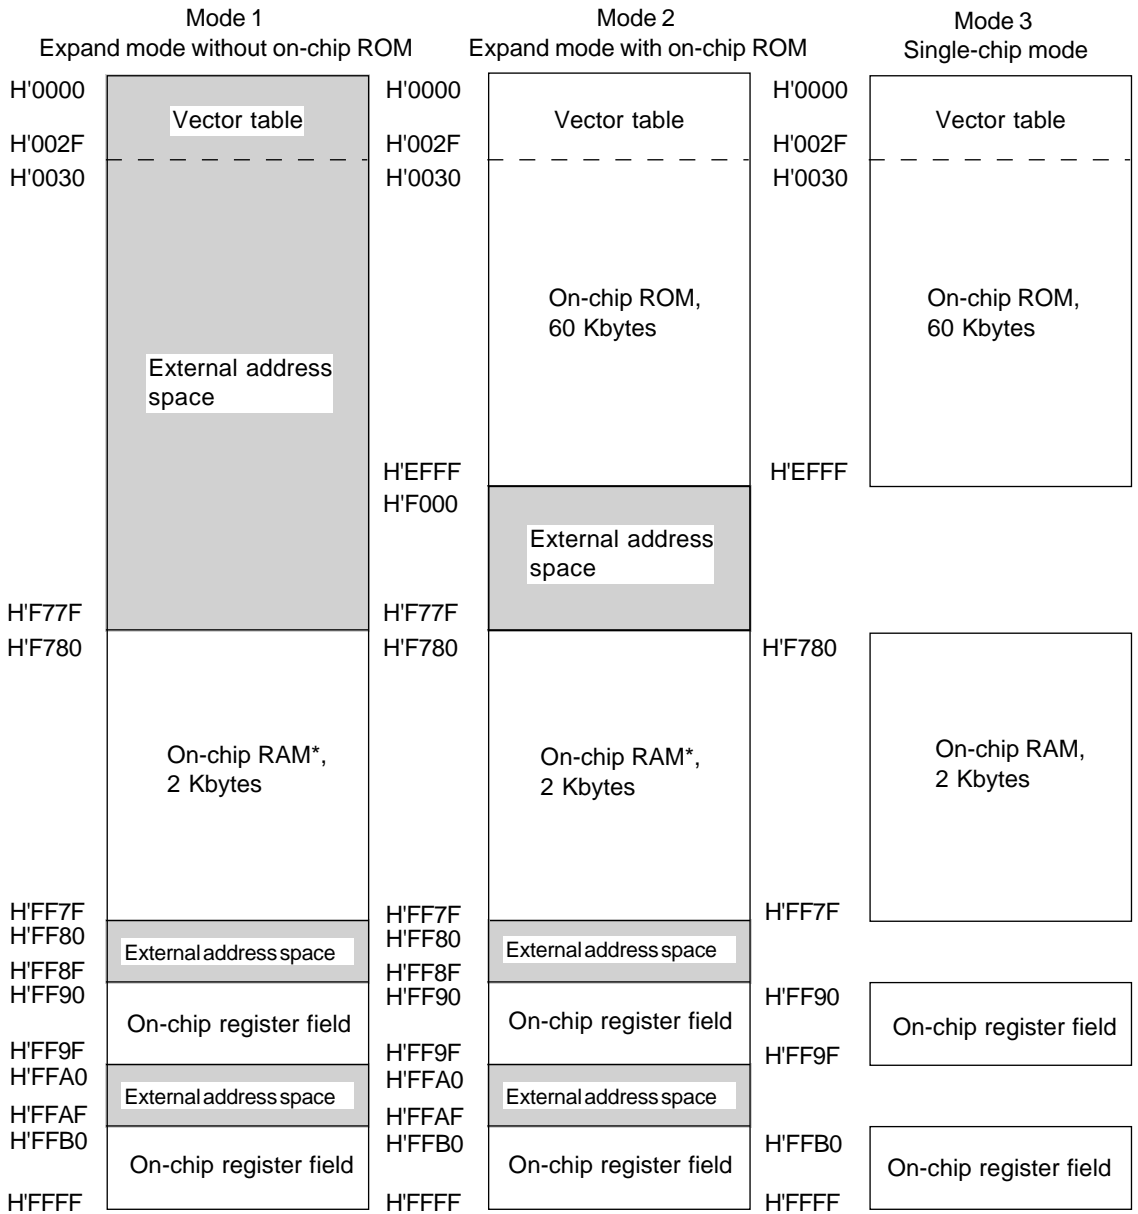 Mode 1
Expand mode without on-chip ROM
H'0000
Vector table
H'002F
H'0030
External address
space
H'F77F
H'F780
On-chip RAM*,
2 Kbytes
H'FF7F
H'FF80
External address space
H'FF8F
H'FF90
On-chip register field
H'FF9F
H'FFA0
External address space
H'FFAF
H'FFB0
On-chip register field
H'FFFF
Mode 2
Expand mode with on-chip ROM
H'0000
Vector table
H'002F
H'0030
On-chip ROM,
60 Kbytes
H'EFFF
H'F000
External address
space
H'F77F
H'F780
On-chip RAM*,
2 Kbytes
H'FF7F
H'FF80
External address space
H'FF8F
H'FF90
On-chip register field
H'FF9F
H'FFA0
External address space
H'FFAF
H'FFB0
On-chip register field
H'FFFF
Mode 3
Single-chip mode
H'0000
Vector table
H'002F
H'0030
On-chip ROM,
60 Kbytes
H'EFFF
H'F780
On-chip RAM,
2 Kbytes
H'FF7F
H'FF90
On-chip register field
H'FF9F
H'FFB0
On-chip register field
H'FFFF